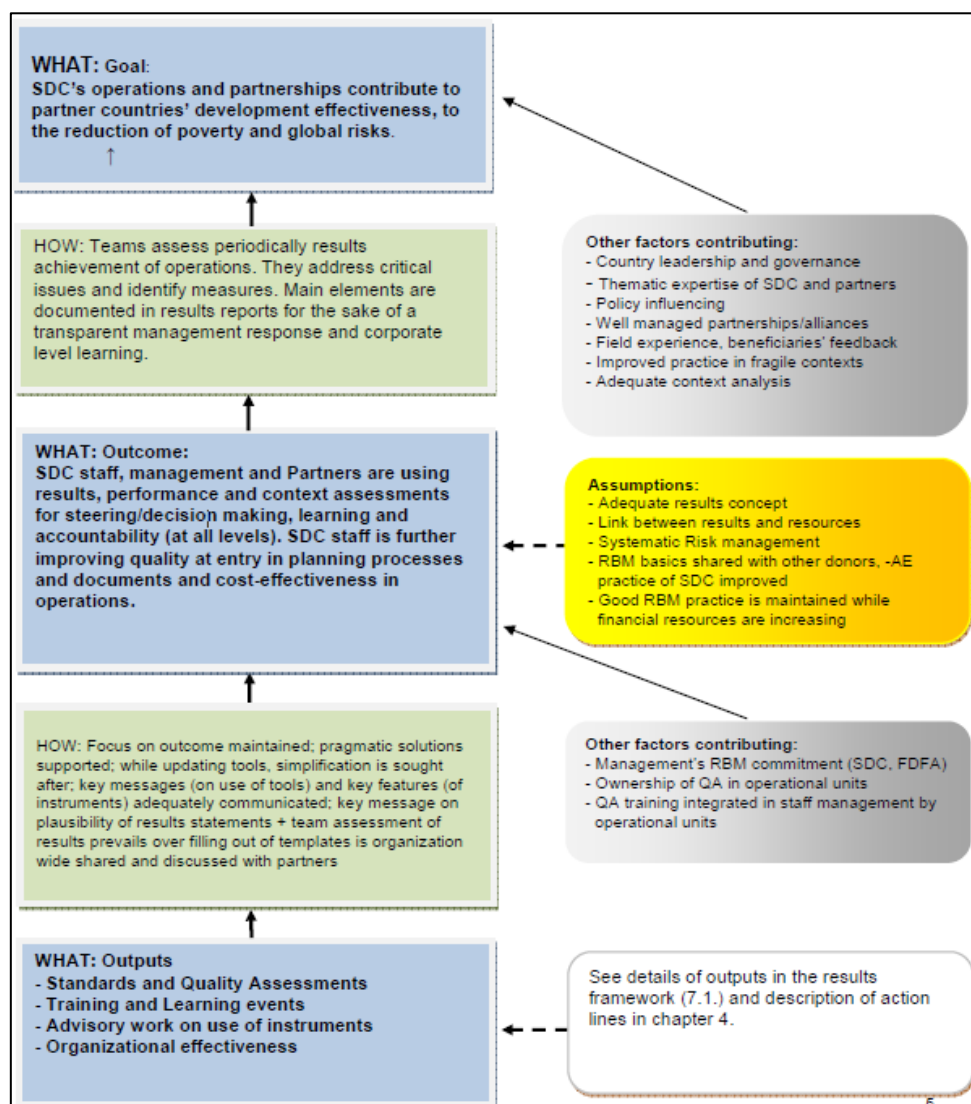 WHAT: Goal:
SDC's operations and partnerships contribute to
partner countries' development effectiveness, to
the reduction of poverty and global risks.
↑
HOW: Teams assess periodically results
achievement of operations. They address critical
issues and identify measures. Main elements are
documented in results reports for the sake of a
transparent management response and corporate
level learning.
Other factors contributing:
- Country leadership and governance
- Thematic expertise of SDC and partners
- Policy influencing
- Well managed partnerships/alliances
- Field experience, beneficiaries' feedback
- Improved practice in fragile contexts
- Adequate context analysis
WHAT: Outcome:
SDC staff, management and Partners are using
results, performance and context assessments
for steering/decision making, learning and
accountability (at all levels). SDC staff is further
improving quality at entry in planning processes
and documents and cost-effectiveness in
operations.
Assumptions:
- Adequate results concept
- Link between results and resources
- Systematic Risk management
- RBM basics shared with other donors, -AE
practice of SDC improved
- Good RBM practice is maintained while
financial resources are increasing
HOW: Focus on outcome maintained; pragmatic solutions
supported; while updating tools, simplification is sought
after; key messages (on use of tools) and key features (of
instruments) adequately communicated; key message on
plausibility of results statements + team assessment of
results prevails over filling out of templates is organization
wide shared and discussed with partners
Other factors contributing:
- Management's RBM commitment (SDC, FDFA)
- Ownership of QA in operational units
- QA training integrated in staff management by
operational units
WHAT: Outputs
- Standards and Quality Assessments
- Training and Learning events
- Advisory work on use of instruments
- Organizational effectiveness
See details of outputs in the results
framework (7.1.) and description of action
lines in chapter 4.
5